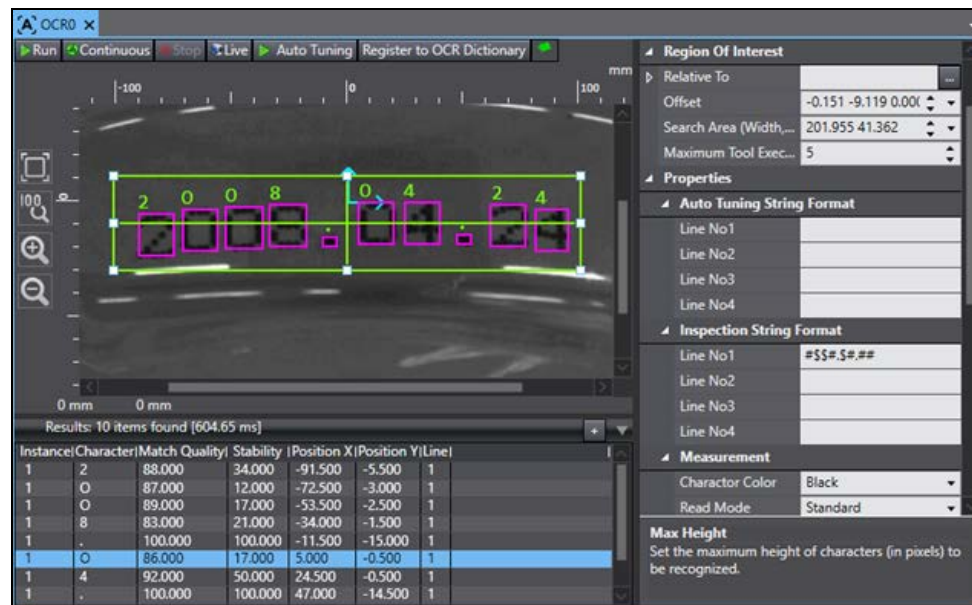 [A] OCR0 ×
Run Continuous Stop Live Auto Tuning Register to OCR Dictionary
mm
-100 0 100
100
0
2 O O 8 . O 4 . 2 4
0 mm 0 mm
Results: 10 items found [604.65 ms] +
Instance Character Match Quality Stability Position X Position Y Line
1 2 88.000 34.000 -91.500 -5.500 1
1 O 87.000 12.000 -72.500 -3.000 1
1 O 89.000 17.000 -53.500 -2.500 1
1 8 83.000 21.000 -34.000 -1.500 1
1 . 100.000 100.000 -11.500 -15.000 1
1 O 86.000 17.000 5.000 -0.500 1
1 4 92.000 50.000 24.500 -0.500 1
1 . 100.000 100.000 47.000 -14.500 1
Region Of Interest
Relative To ...
Offset -0.151 -9.119 0.00(
Search Area (Width,... 201.955 41.362
Maximum Tool Exec... 5
Properties
Auto Tuning String Format
Line No1
Line No2
Line No3
Line No4
Inspection String Format
Line No1 #$$#.$#.##
Line No2
Line No3
Line No4
Measurement
Charactor Color Black
Read Mode Standard
Max Height
Set the maximum height of characters (in pixels) to
be recognized.